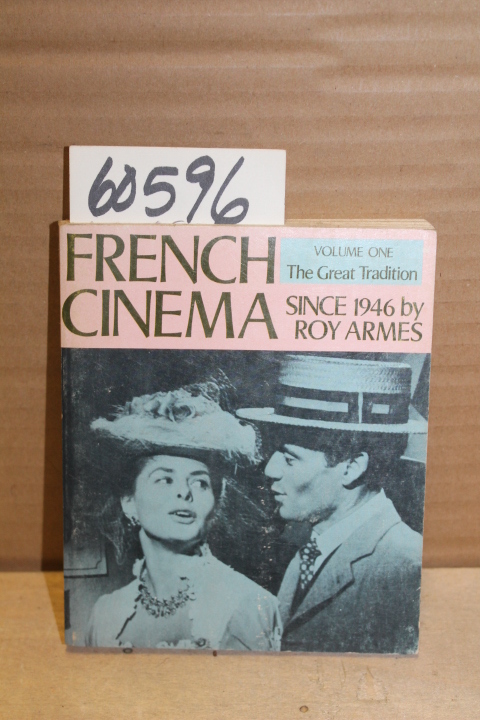 60596
FRENCH
CINEMA
VOLUME ONE
The Great Tradition
SINCE 1946 by
ROY ARMES